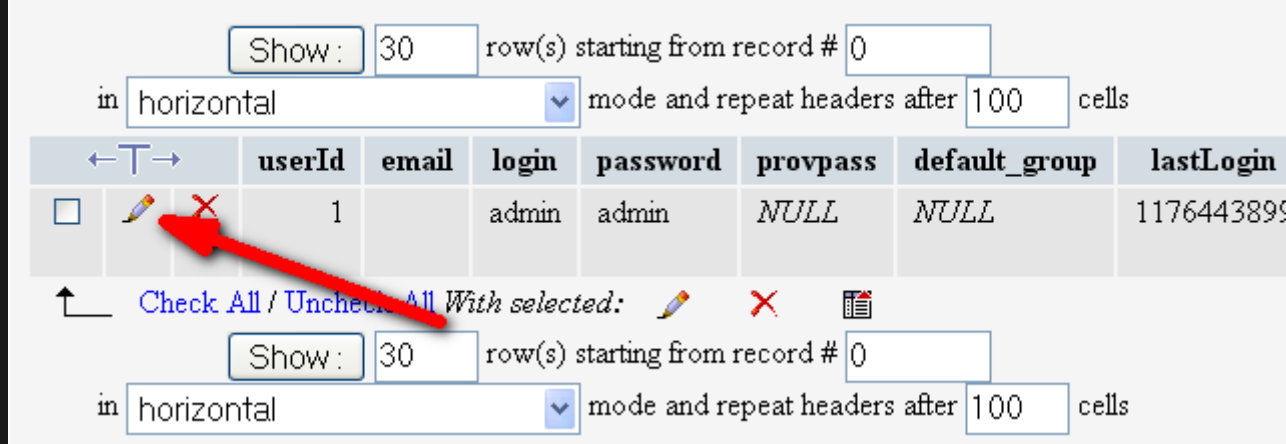 Show : 30 row(s) starting from record # 0
in horizontal mode and repeat headers after 100 cells
←T→ userId email login password provpass default_group lastLogin
1 admin admin NULL NULL 1176443899
Check All / Uncheck All With selected:
Show : 30 row(s) starting from record # 0
in horizontal mode and repeat headers after 100 cells